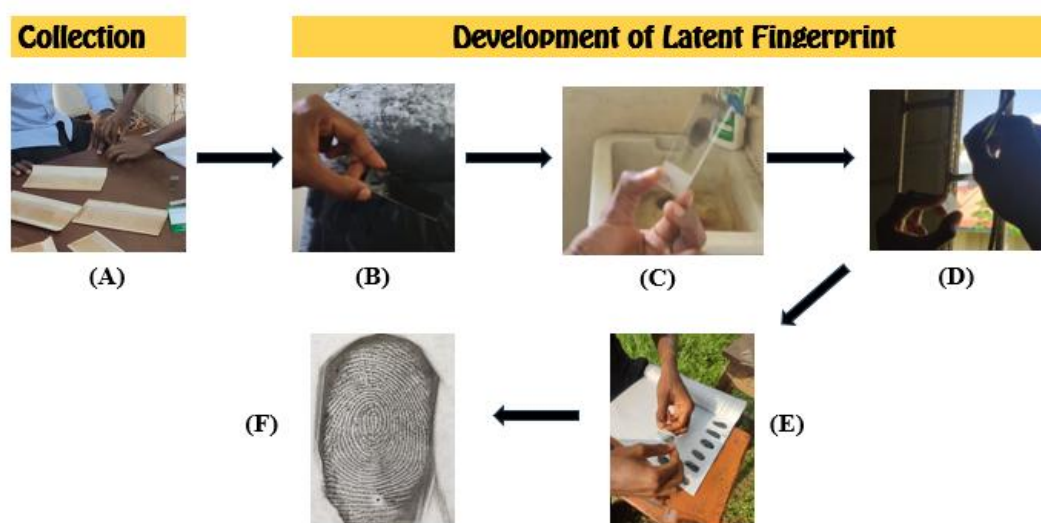 Collection
Development of Latent Fingerprint
(A)
(B)
(C)
(D)
(F)
(E)